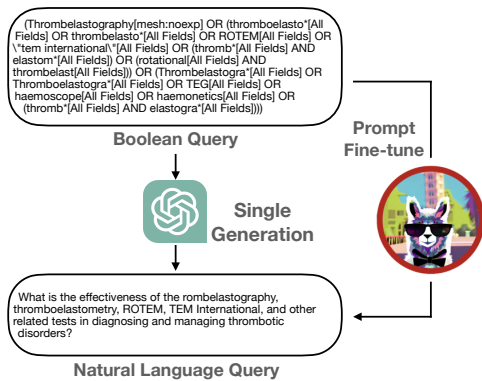 (Thrombelastography[mesh:noexp] OR (thromboelasto*[All
Fields] OR thrombelasto*[All Fields] OR ROTEM[All Fields] OR
\"tem international\"[All Fields] OR (thromb*[All Fields] AND
elastom*[All Fields]) OR (rotational[All Fields] AND
thrombelast[All Fields])) OR (Thrombelastogra*[All Fields] OR
Thromboelastogra*[All Fields] OR TEG[All Fields] OR
haemoscope[All Fields] OR haemonetics[All Fields] OR
(thromb*[All Fields] AND elastogra*[All Fields])))
Boolean Query
Prompt
Fine-tune
Single
Generation
What is the effectiveness of the rombelastography,
thromboelastometry, ROTEM, TEM International, and other
related tests in diagnosing and managing thrombotic
disorders?
Natural Language Query